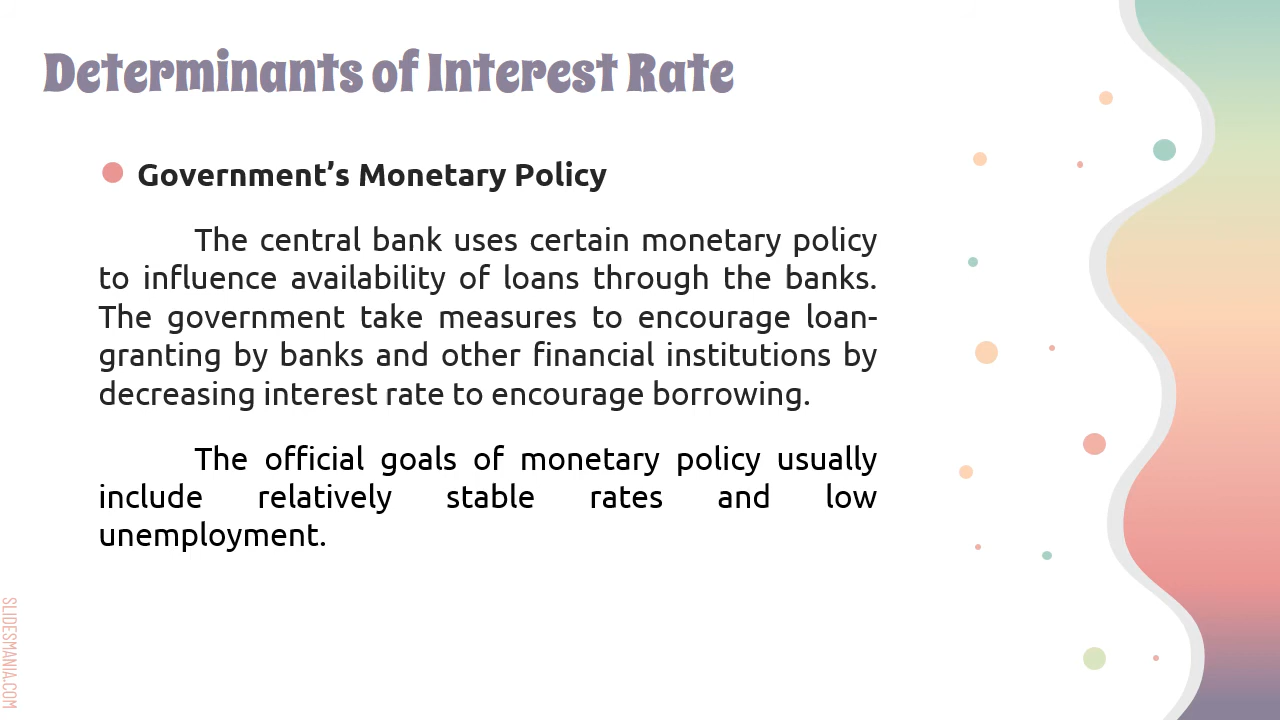 Determinants of Interest Rate
Government’s Monetary Policy
The central bank uses certain monetary policy
to influence availability of loans through the banks.
The government take measures to encourage loan-
granting by banks and other financial institutions by
decreasing interest rate to encourage borrowing.
The official goals of monetary policy usually
include relatively stable rates and low
unemployment.
SLIDESMANIA.COM